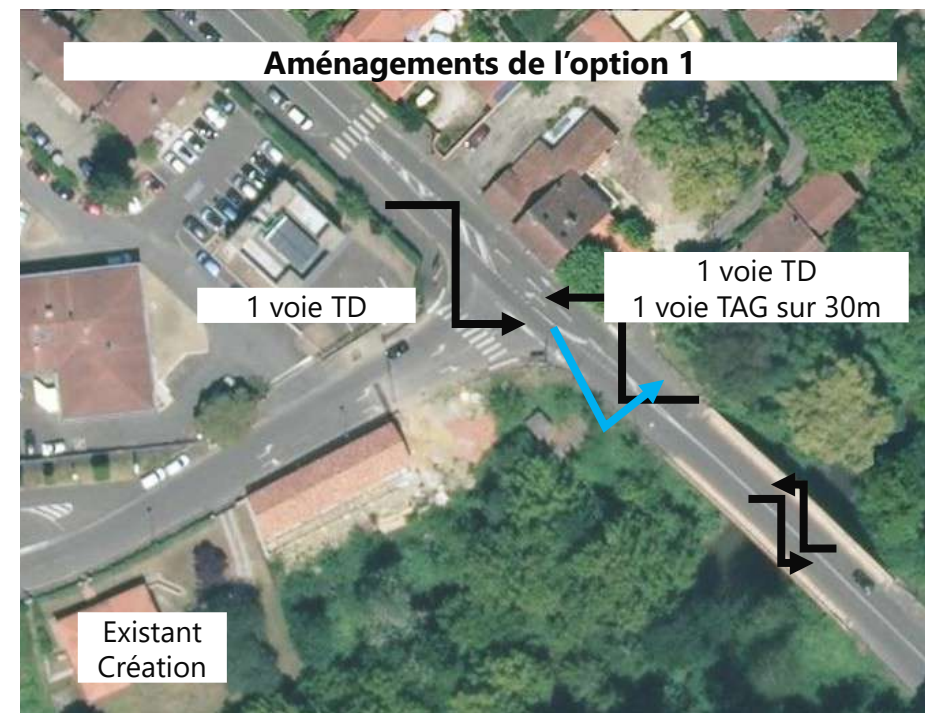 Aménagements de l'option 1
1 voie TD
1 voie TD
1 voie TAG sur 30m
Existant
Création